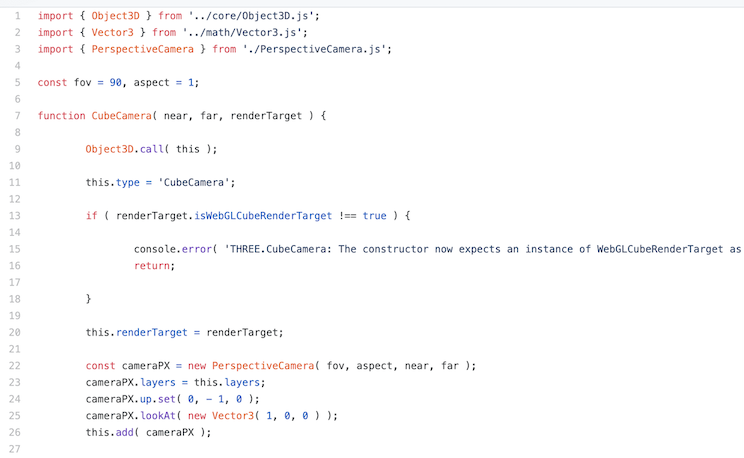 1 import { Object3D } from '../core/Object3D.js';
2 import { Vector3 } from '../math/Vector3.js';
3 import { PerspectiveCamera } from './PerspectiveCamera.js';
4
5 const fov = 90, aspect = 1;
6
7 function CubeCamera( near, far, renderTarget ) {
8
9 Object3D.call( this );
10
11 this.type = 'CubeCamera';
12
13 if ( renderTarget.isWebGLCubeRenderTarget !== true ) {
14
15 console.error( 'THREE.CubeCamera: The constructor now expects an instance of WebGLCubeRenderTarget as
16 return;
17
18 }
19
20 this.renderTarget = renderTarget;
21
22 const cameraPX = new PerspectiveCamera( fov, aspect, near, far );
23 cameraPX.layers = this.layers;
24 cameraPX.up.set( 0, - 1, 0 );
25 cameraPX.lookAt( new Vector3( 1, 0, 0 ) );
26 this.add( cameraPX );
27